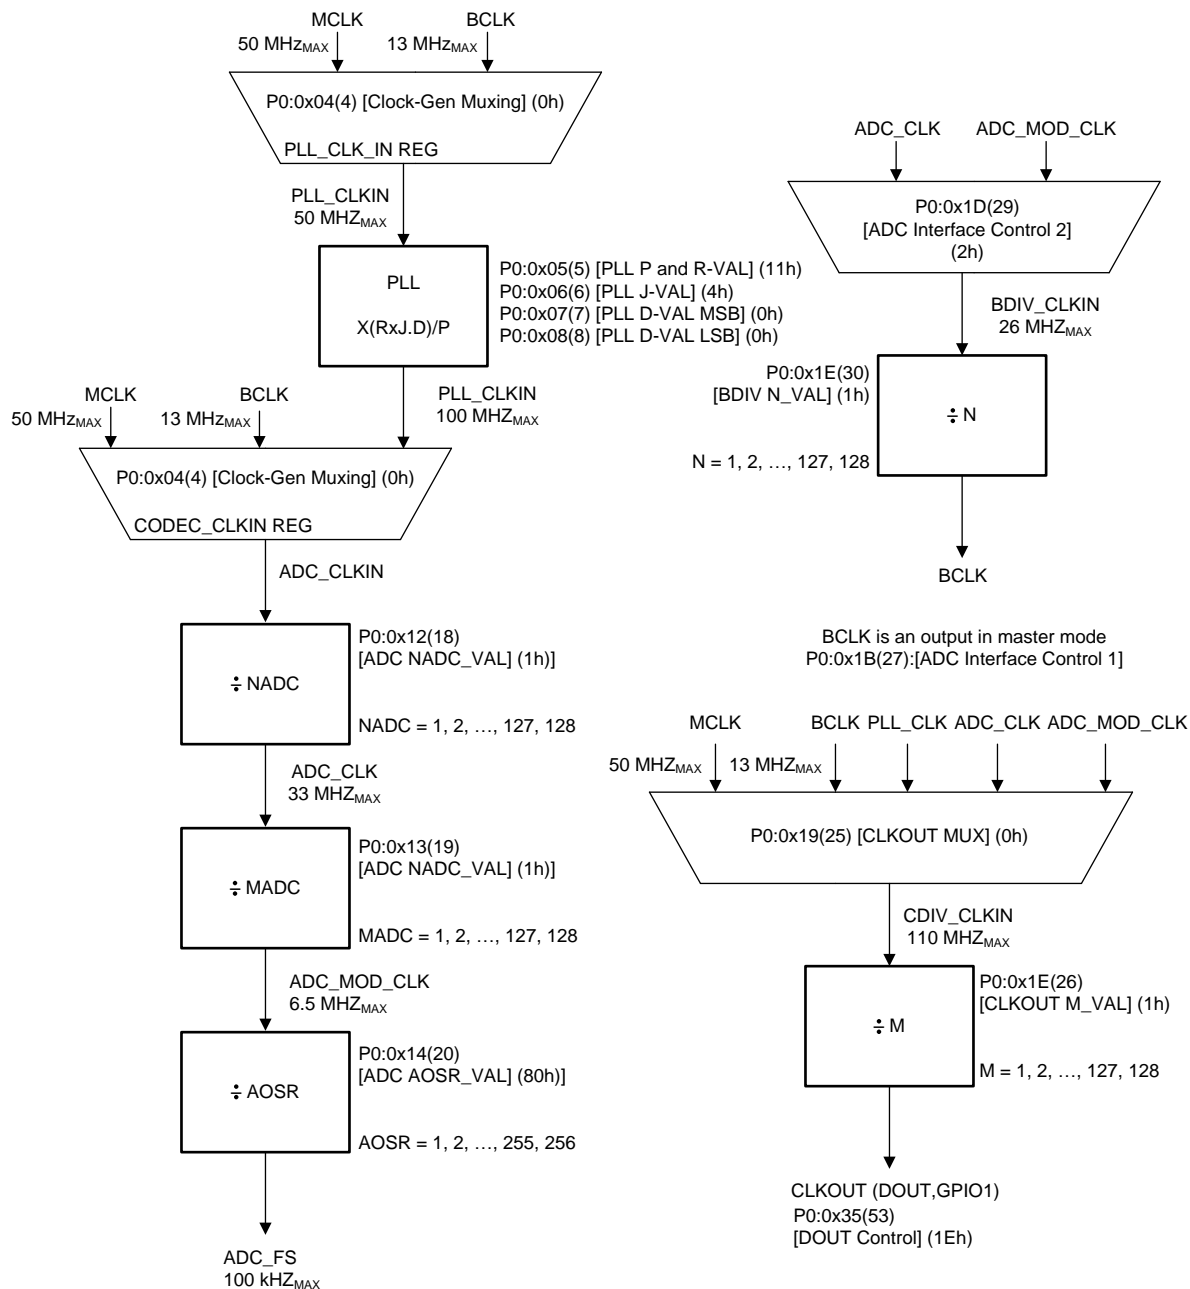 MCLK
BCLK
50 MHzMAX
13 MHzMAX
P0:0x04(4) [Clock-Gen Muxing] (0h)
PLL_CLK_IN REG
PLL_CLKIN
50 MHZMAX
PLL
X(RxJ.D)/P
P0:0x05(5) [PLL P and R-VAL] (11h)
P0:0x06(6) [PLL J-VAL] (4h)
P0:0x07(7) [PLL D-VAL MSB] (0h)
P0:0x08(8) [PLL D-VAL LSB] (0h)
MCLK
BCLK
PLL_CLKIN
100 MHZMAX
50 MHzMAX
13 MHzMAX
P0:0x04(4) [Clock-Gen Muxing] (0h)
CODEC_CLKIN REG
ADC_CLKIN
÷ NADC
P0:0x12(18)
[ADC NADC_VAL] (1h)]
NADC = 1, 2, …, 127, 128
ADC_CLK
33 MHZMAX
÷ MADC
P0:0x13(19)
[ADC NADC_VAL] (1h)]
MADC = 1, 2, …, 127, 128
ADC_MOD_CLK
6.5 MHZMAX
÷ AOSR
P0:0x14(20)
[ADC AOSR_VAL] (80h)]
AOSR = 1, 2, …, 255, 256
ADC_FS
100 kHZMAX
ADC_CLK
ADC_MOD_CLK
P0:0x1D(29)
[ADC Interface Control 2]
(2h)
BDIV_CLKIN
26 MHZMAX
P0:0x1E(30)
[BDIV N_VAL] (1h)
÷ N
N = 1, 2, …, 127, 128
BCLK
BCLK is an output in master mode
P0:0x1B(27):[ADC Interface Control 1]
MCLK
BCLK
PLL_CLK
ADC_CLK
ADC_MOD_CLK
50 MHZMAX
13 MHZMAX
P0:0x19(25) [CLKOUT MUX] (0h)
CDIV_CLKIN
110 MHZMAX
÷ M
P0:0x1E(26)
[CLKOUT M_VAL] (1h)
M = 1, 2, …, 127, 128
CLKOUT (DOUT,GPIO1)
P0:0x35(53)
[DOUT Control] (1Eh)